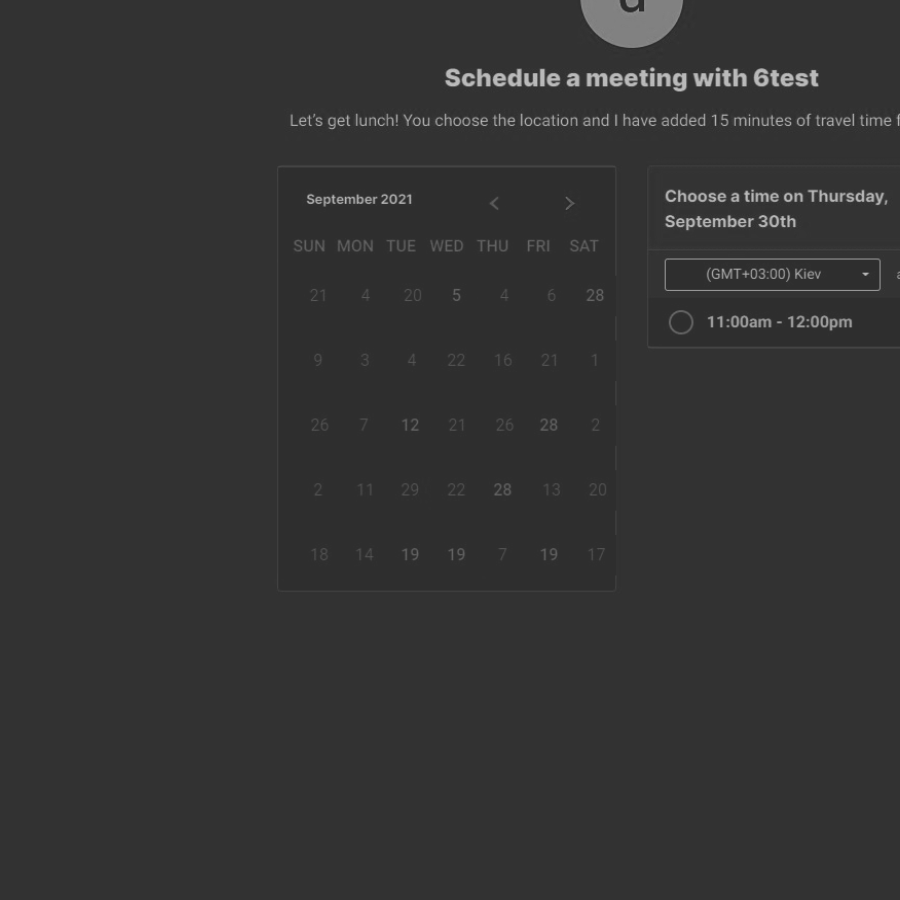 d
Schedule a meeting with 6test
Let's get lunch! You choose the location and I have added 15 minutes of travel time
September 2021 < >
SUN MON TUE WED THU FRI SAT
21 4 20 5 4 6 28
9 3 4 22 16 21 1
26 7 12 21 26 28 2
2 11 29 22 28 13 20
18 14 19 19 7 19 17
Choose a time on Thursday,
September 30th
(GMT+03:00) Kiev
11:00am - 12:00pm